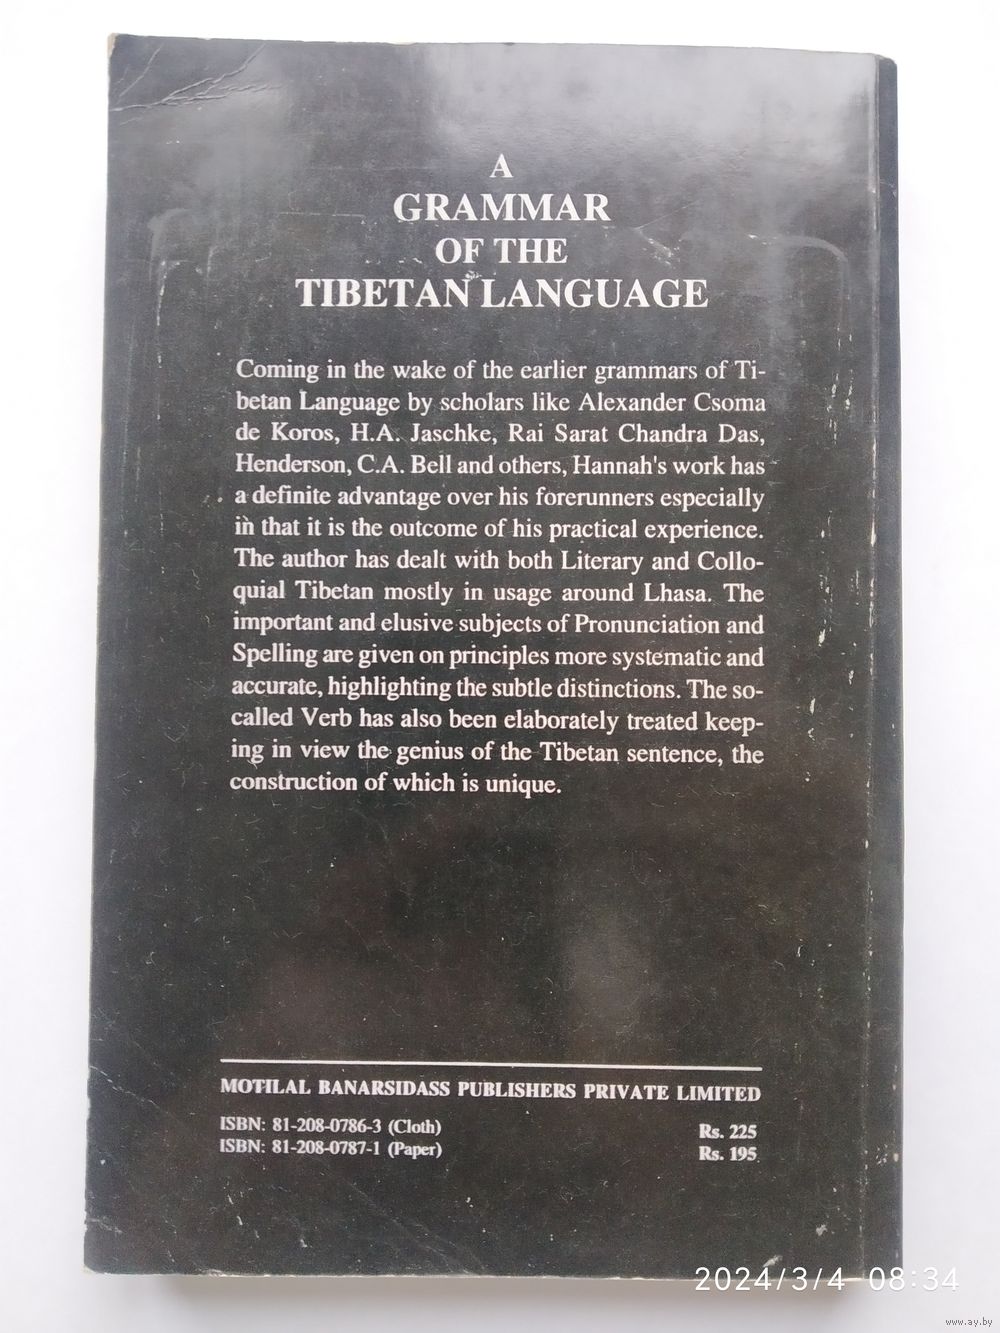 A
GRAMMAR
OF THE
TIBETAN LANGUAGE
Coming in the wake of the earlier grammars of Ti-
betan Language by scholars like Alexander Csoma
de Koros, H.A. Jaschke, Rai Sarat Chandra Das,
Henderson, C.A. Bell and others, Hannah's work has
a definite advantage over his forerunners especially
in that it is the outcome of his practical experience.
The author has dealt with both Literary and Collo-
quial Tibetan mostly in usage around Lhasa. The
important and elusive subjects of Pronunciation and
Spelling are given on principles more systematic and
accurate, highlighting the subtle distinctions. The so-
called Verb has also been elaborately treated keep-
ing in view the genius of the Tibetan sentence, the
construction of which is unique.
MOTILAL BANARSIDASS PUBLISHERS PRIVATE LIMITED
ISBN: 81-208-0786-3 (Cloth) Rs. 225
ISBN: 81-208-0787-1 (Paper) Rs. 195
2024/3/4 08:34
www.ay.by